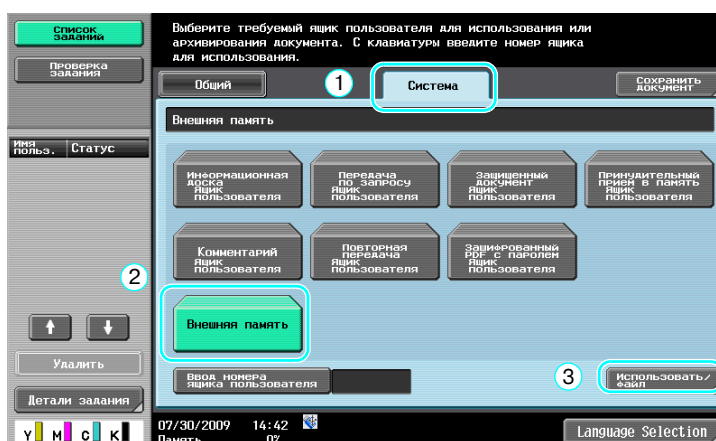 Список
заданий
Проверка
задания
Имя
польз.
Статус
Удалить
Детали задания
Y M C K
Выберите требуемый ящик пользователя для использования или
архивирования документа. С клавиатуры введите номер ящика
для использования.
Общий
1
Система
Сохранить
документ
Внешняя память
Информационная
доска
Ящик
пользователя
Передача
по запросу
Ящик
пользователя
Защищенный
документ
Ящик
пользователя
Принудительный
прием в память
Ящик
пользователя
Комментарий
Ящик
пользователя
Повторная
передача
Ящик
пользователя
Зашифрованный
PDF с паролем
Ящик
пользователя
2
Внешняя память
Ввод номера
ящика пользователя
3
Использовать/
файл
07/30/2009 14:42
Память 0%
Language Selection